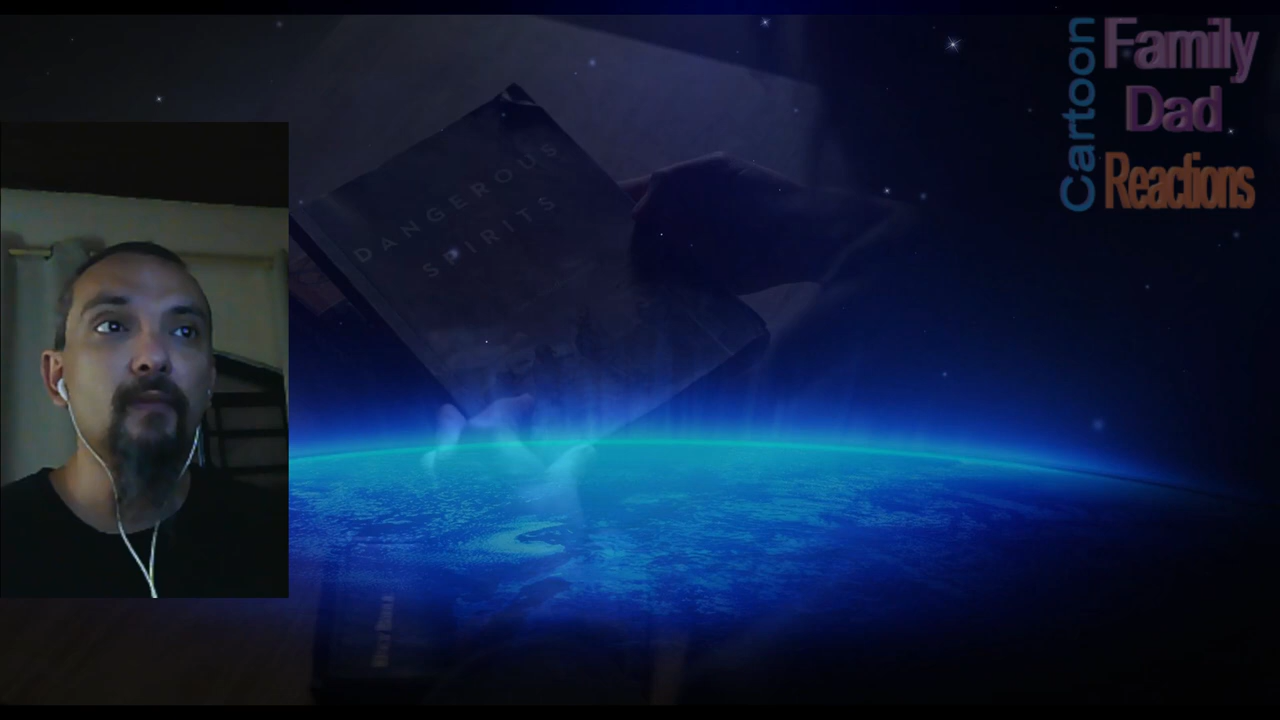 DANGEROUS
SPIRITS
Cartoon
Family
Dad
Reactions